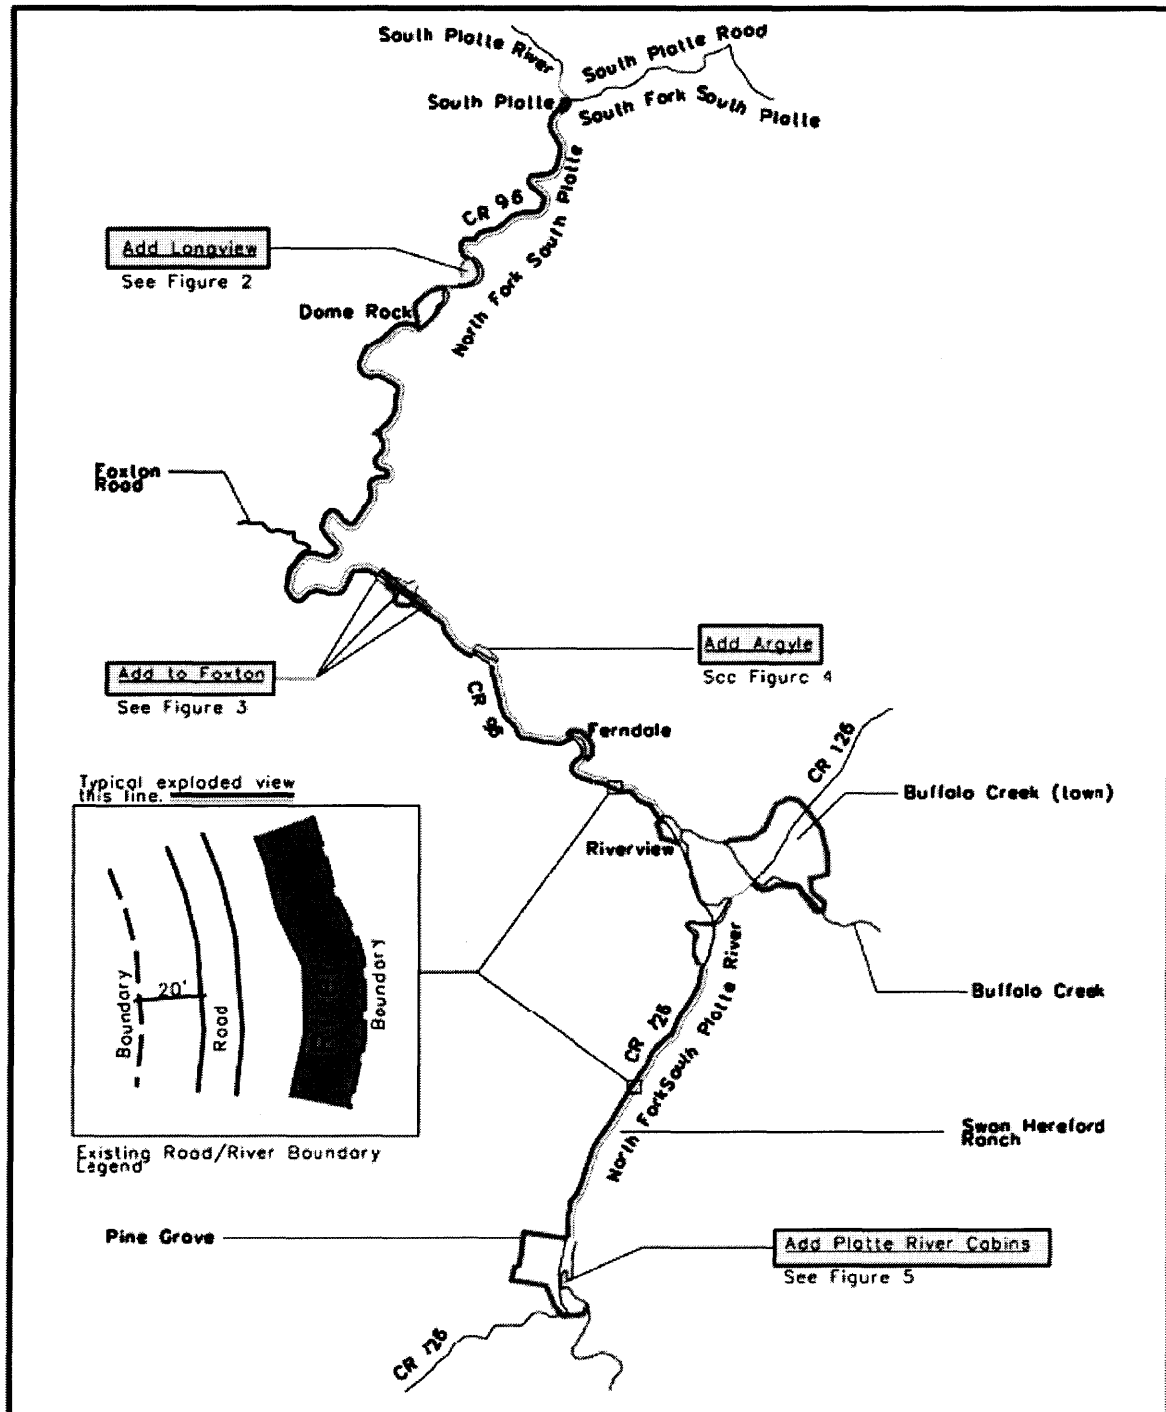 South Platte River
South Platte Road
South Platte
South Fork South Platte
CR 96
North Fork South Platte
Add Longview
See Figure 2
Dome Rock
Foxton
Road
Add to Foxton
See Figure 3
Add Argyle
See Figure 4
CR 96
Ferndale
CR 126
Typical exploded view
this line.
Buffalo Creek (town)
Riverview
Boundary
20'
Road
River
Boundary
Buffalo Creek
CR 126
North Fork South Platte River
Swan Hereford
Ranch
Existing Road/River Boundary
Legend
Pine Grove
Add Platte River Cabins
See Figure 5
CR 126